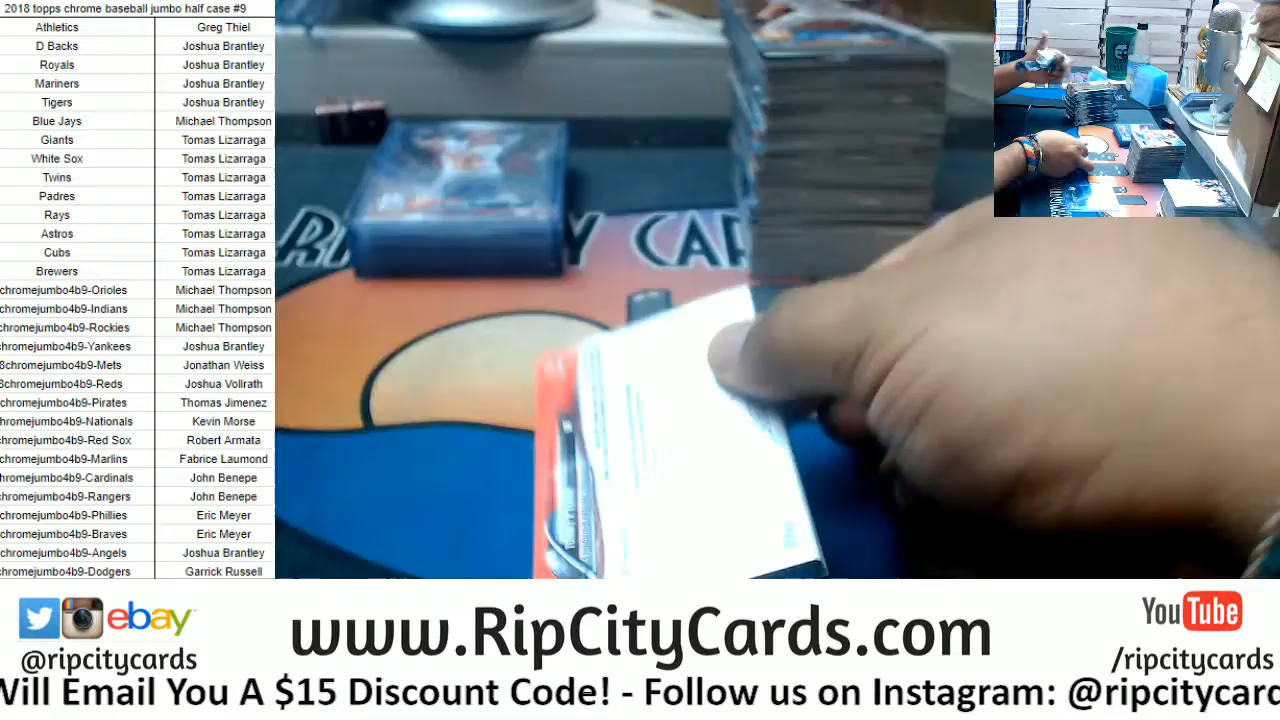 2018 topps chrome baseball jumbo half case #9
Athletics Greg Thiel
D Backs Joshua Brantley
Royals Joshua Brantley
Mariners Joshua Brantley
Tigers Joshua Brantley
Blue Jays Michael Thompson
Giants Tomas Lizarraga
White Sox Tomas Lizarraga
Twins Tomas Lizarraga
Padres Tomas Lizarraga
Rays Tomas Lizarraga
Astros Tomas Lizarraga
Cubs Tomas Lizarraga
Brewers Tomas Lizarraga
chromejumbo4b9-Orioles Michael Thompson
chromejumbo4b9-Indians Michael Thompson
chromejumbo4b9-Rockies Michael Thompson
chromejumbo4b9-Yankees Joshua Brantley
8chromejumbo4b9-Mets Jonathan Weiss
8chromejumbo4b9-Reds Joshua Vollrath
chromejumbo4b9-Pirates Thomas Jimenez
hromejumbo4b9-Nationals Kevin Morse
chromejumbo4b9-Red Sox Robert Armata
chromejumbo4b9-Marlins Fabrice Laumond
chromejumbo4b9-Cardinals John Benepe
chromejumbo4b9-Rangers John Benepe
chromejumbo4b9-Phillies Eric Meyer
chromejumbo4b9-Braves Eric Meyer
chromejumbo4b9-Angels Joshua Brantley
chromejumbo4b9-Dodgers Garrick Russell
Y CAR
ebay
@ripcitycards
www.RipCityCards.com
YouTube
/ripcitycards
Will Email You A $15 Discount Code! - Follow us on Instagram: @ripcitycard